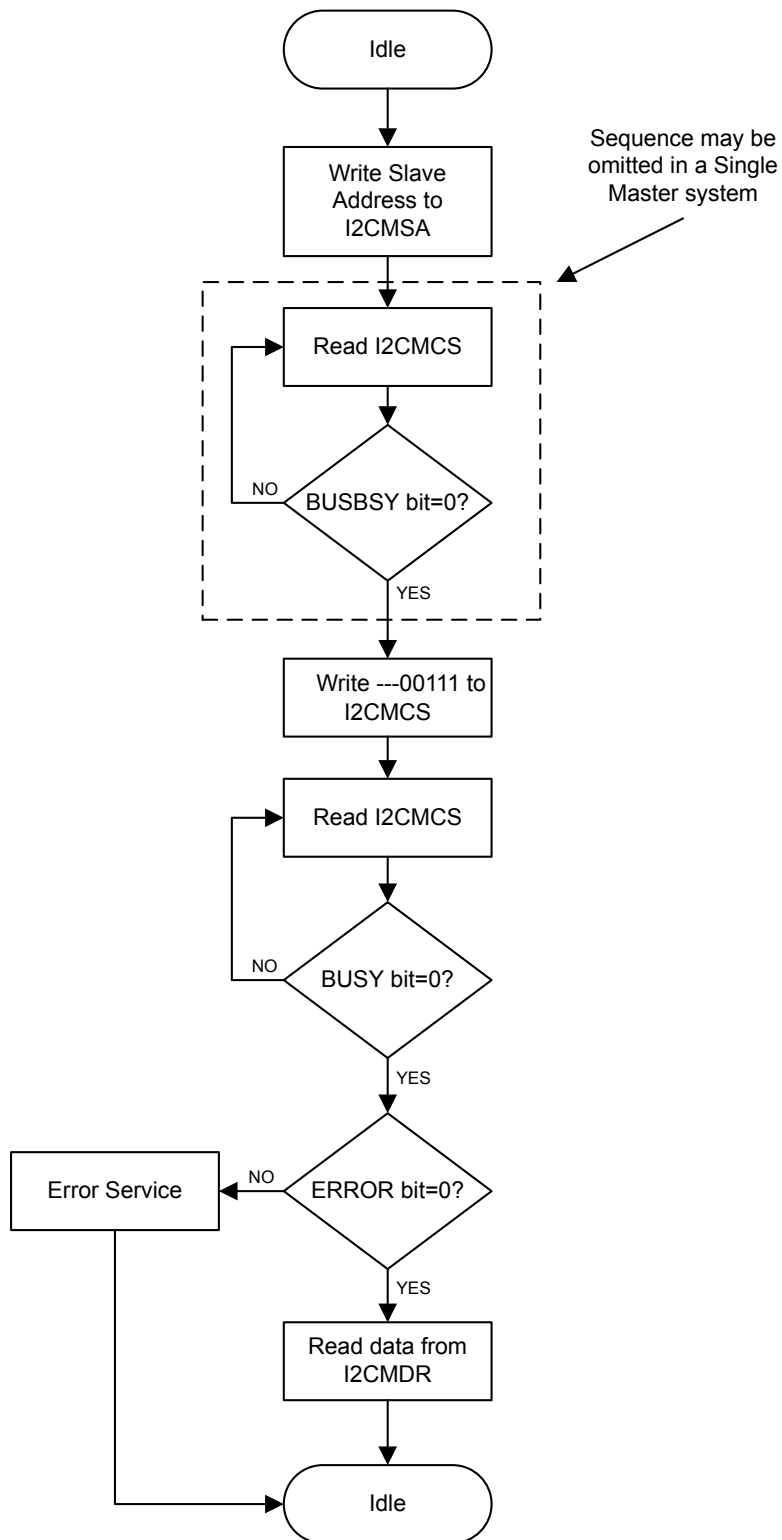 Idle
Sequence may be
omitted in a Single
Master system
Write Slave
Address to
I2CMSA
Read I2CMCS
NO
BUSBSY bit=0?
YES
Write ---00111 to
I2CMCS
Read I2CMCS
NO
BUSY bit=0?
YES
Error Service
NO
ERROR bit=0?
YES
Read data from
I2CMDR
Idle